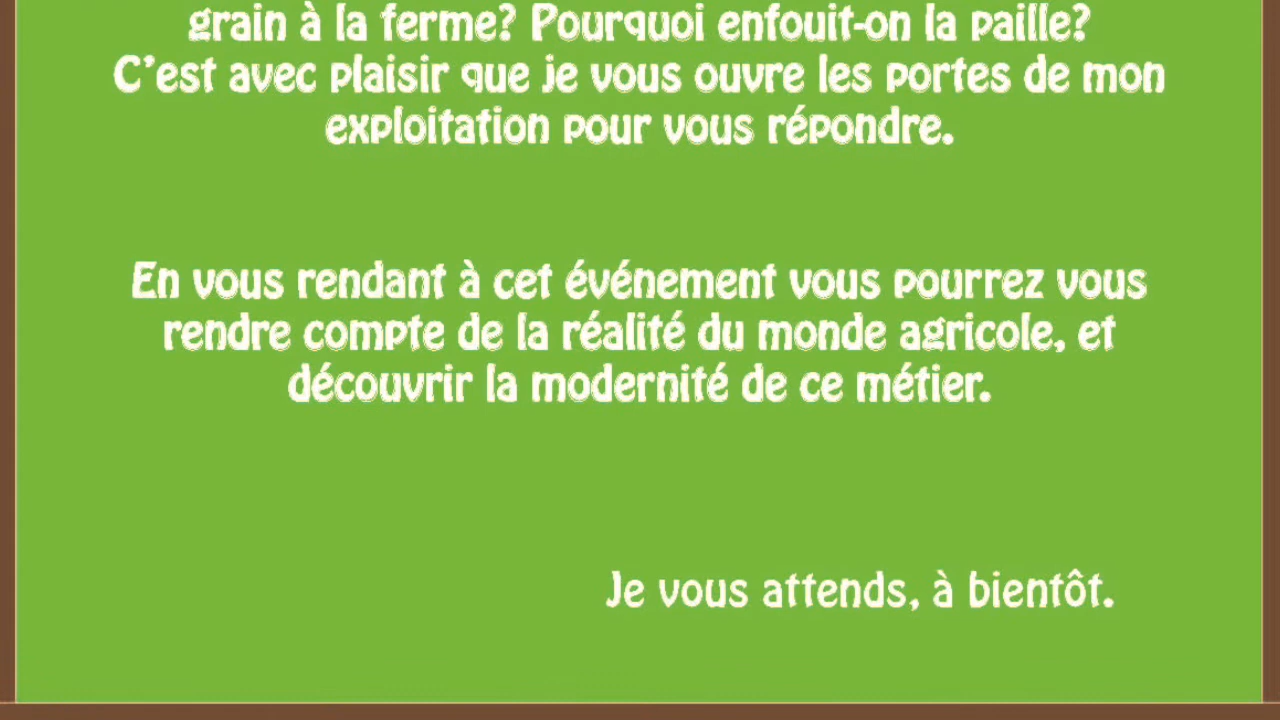 grain à la ferme? Pourquoi enfouit-on la paille?
C'est avec plaisir que je vous ouvre les portes de mon
exploitation pour vous répondre.
En vous rendant à cet événement vous pourrez vous
rendre compte de la réalité du monde agricole, et
découvrir la modernité de ce métier.
Je vous attends, à bientôt.